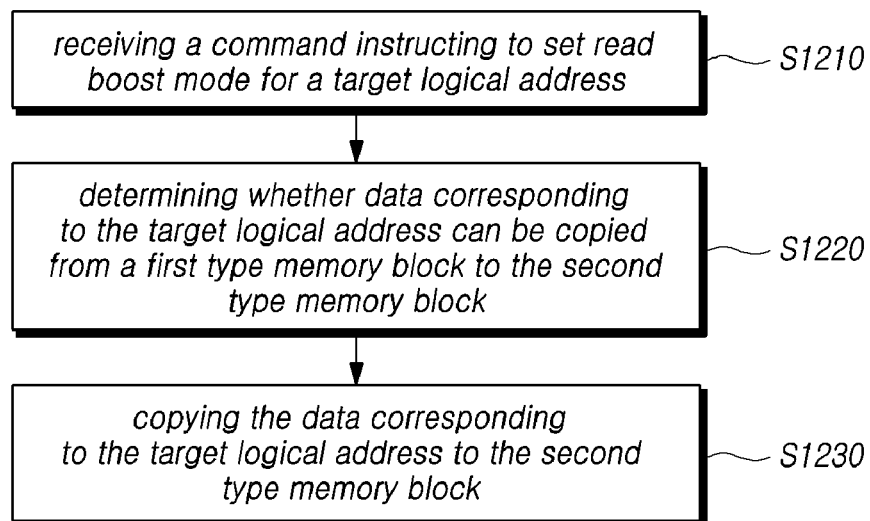 receiving a command instructing to set read
boost mode for a target logical address
S1210
determining whether data corresponding
to the target logical address can be copied
from a first type memory block to the second
type memory block
S1220
copying the data corresponding
to the target logical address to the second
type memory block
S1230